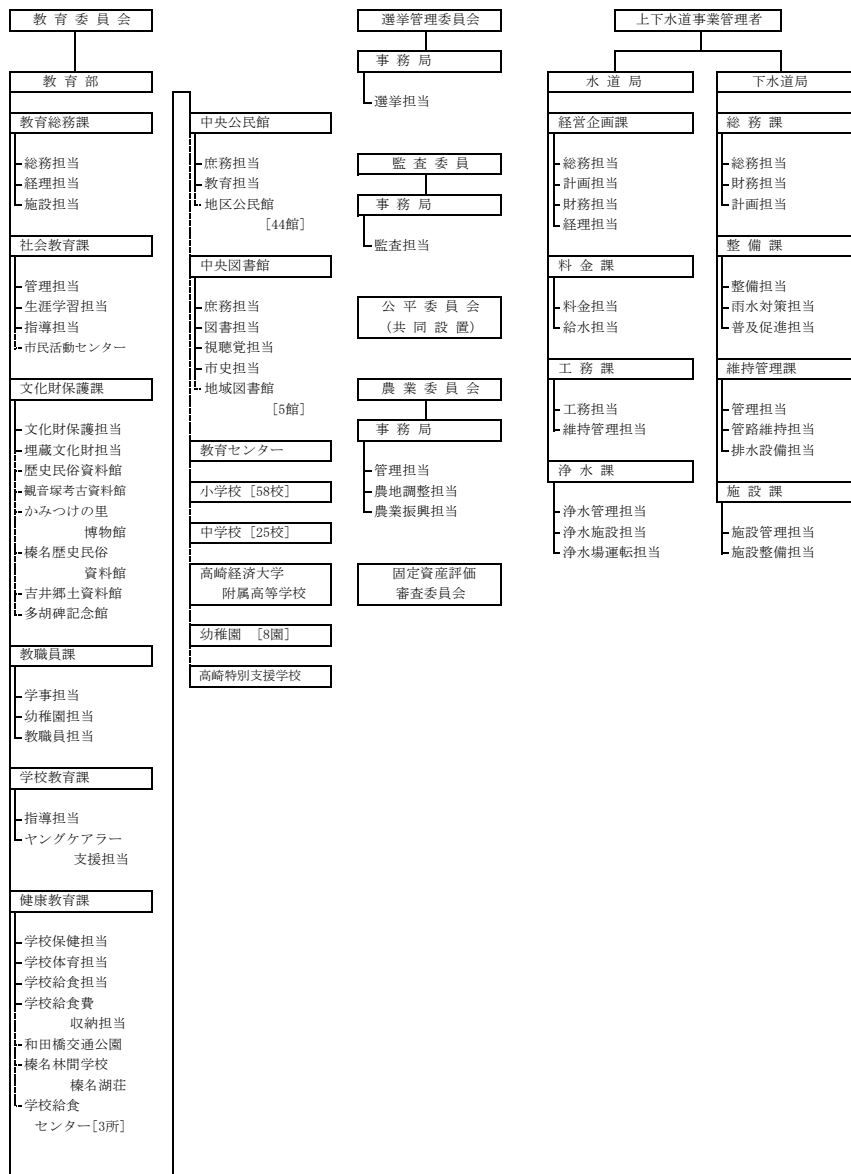 教育委員会
教育部
教育総務課
総務担当
経理担当
施設担当
社会教育課
管理担当
生涯学習担当
指導担当
市民活動センター
文化財保護課
文化財保護担当
埋蔵文化財担当
歴史民俗資料館
観音塚考古資料館
かみつけの里
博物館
榛名歴史民俗
資料館
吉井郷土資料館
多胡碑記念館
教職員課
学事担当
幼稚園担当
教職員担当
学校教育課
指導担当
ヤングケアラー
支援担当
健康教育課
学校保健担当
学校体育担当
学校給食担当
学校給食費
収納担当
和田橋交通公園
榛名林間学校
榛名湖荘
学校給食
センター[3所]
中央公民館
庶務担当
教育担当
地区公民館
[44館]
中央図書館
庶務担当
図書担当
視聴覚担当
市史担当
地域図書館
[5館]
教育センター
小学校 [58校]
中学校 [25校]
高崎経済大学
附属高等学校
幼稚園 [8園]
高崎特別支援学校
選挙管理委員会
事務局
選挙担当
監査委員
事務局
監査担当
公平委員会
(共同設置)
農業委員会
事務局
管理担当
農地調整担当
農業振興担当
固定資産評価
審査委員会
上下水道事業管理者
水道局
経営企画課
総務担当
計画担当
財務担当
経理担当
料金課
料金担当
給水担当
工務課
工務担当
維持管理担当
浄水課
浄水管理担当
浄水施設担当
浄水場運転担当
下水道局
総務課
総務担当
財務担当
計画担当
整備課
整備担当
雨水対策担当
普及促進担当
維持管理課
管理担当
管路維持担当
排水設備担当
施設課
施設管理担当
施設整備担当